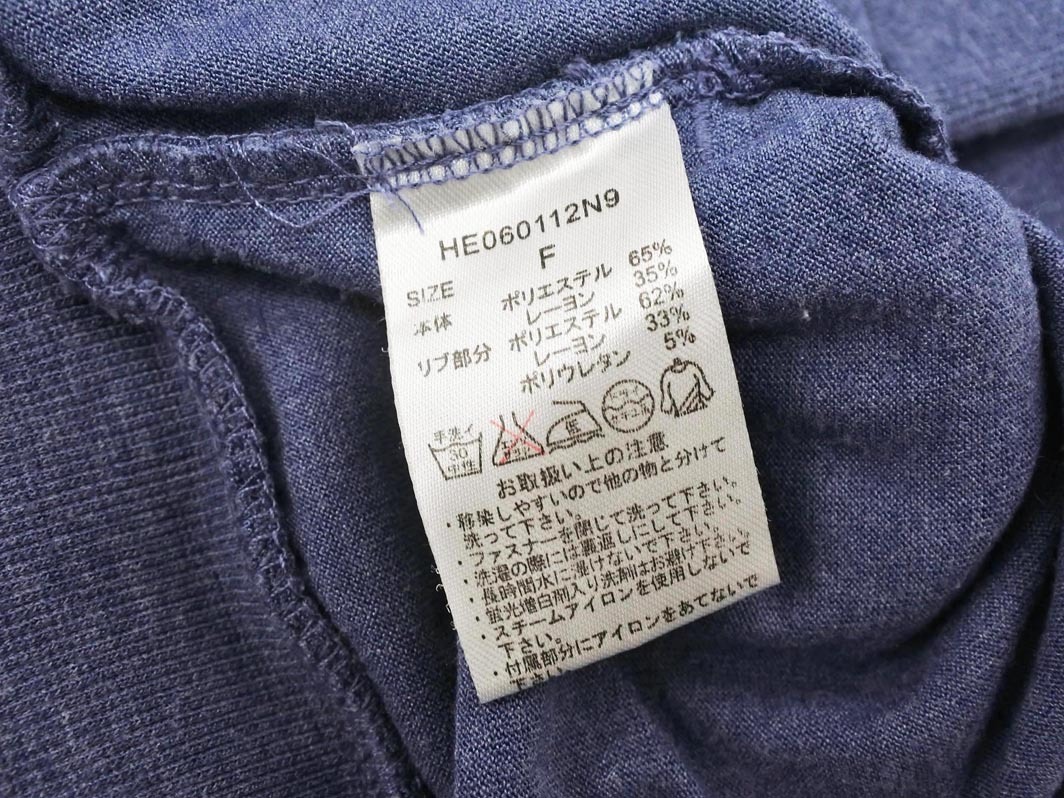 HE060112N9
SIZE F
本体 ポリエステル 65%
レーヨン 35%
リブ部分 ポリエステル 62%
レーヨン 33%
ポリウレタン 5%
手洗イ
30
中性
お取扱い上の注意
・移染しやすいので他の物と分けて
洗って下さい。
・ファスナーを閉じて洗って下さい。
・洗濯の際には裏返しにして下さい。
・長時間水に浸けないで下さい。
・蛍光増白剤入り洗剤はお避け下さい。
・スチームアイロンを使用しないで
下さい。
・付属部分にアイロンをあてないで
下さい。